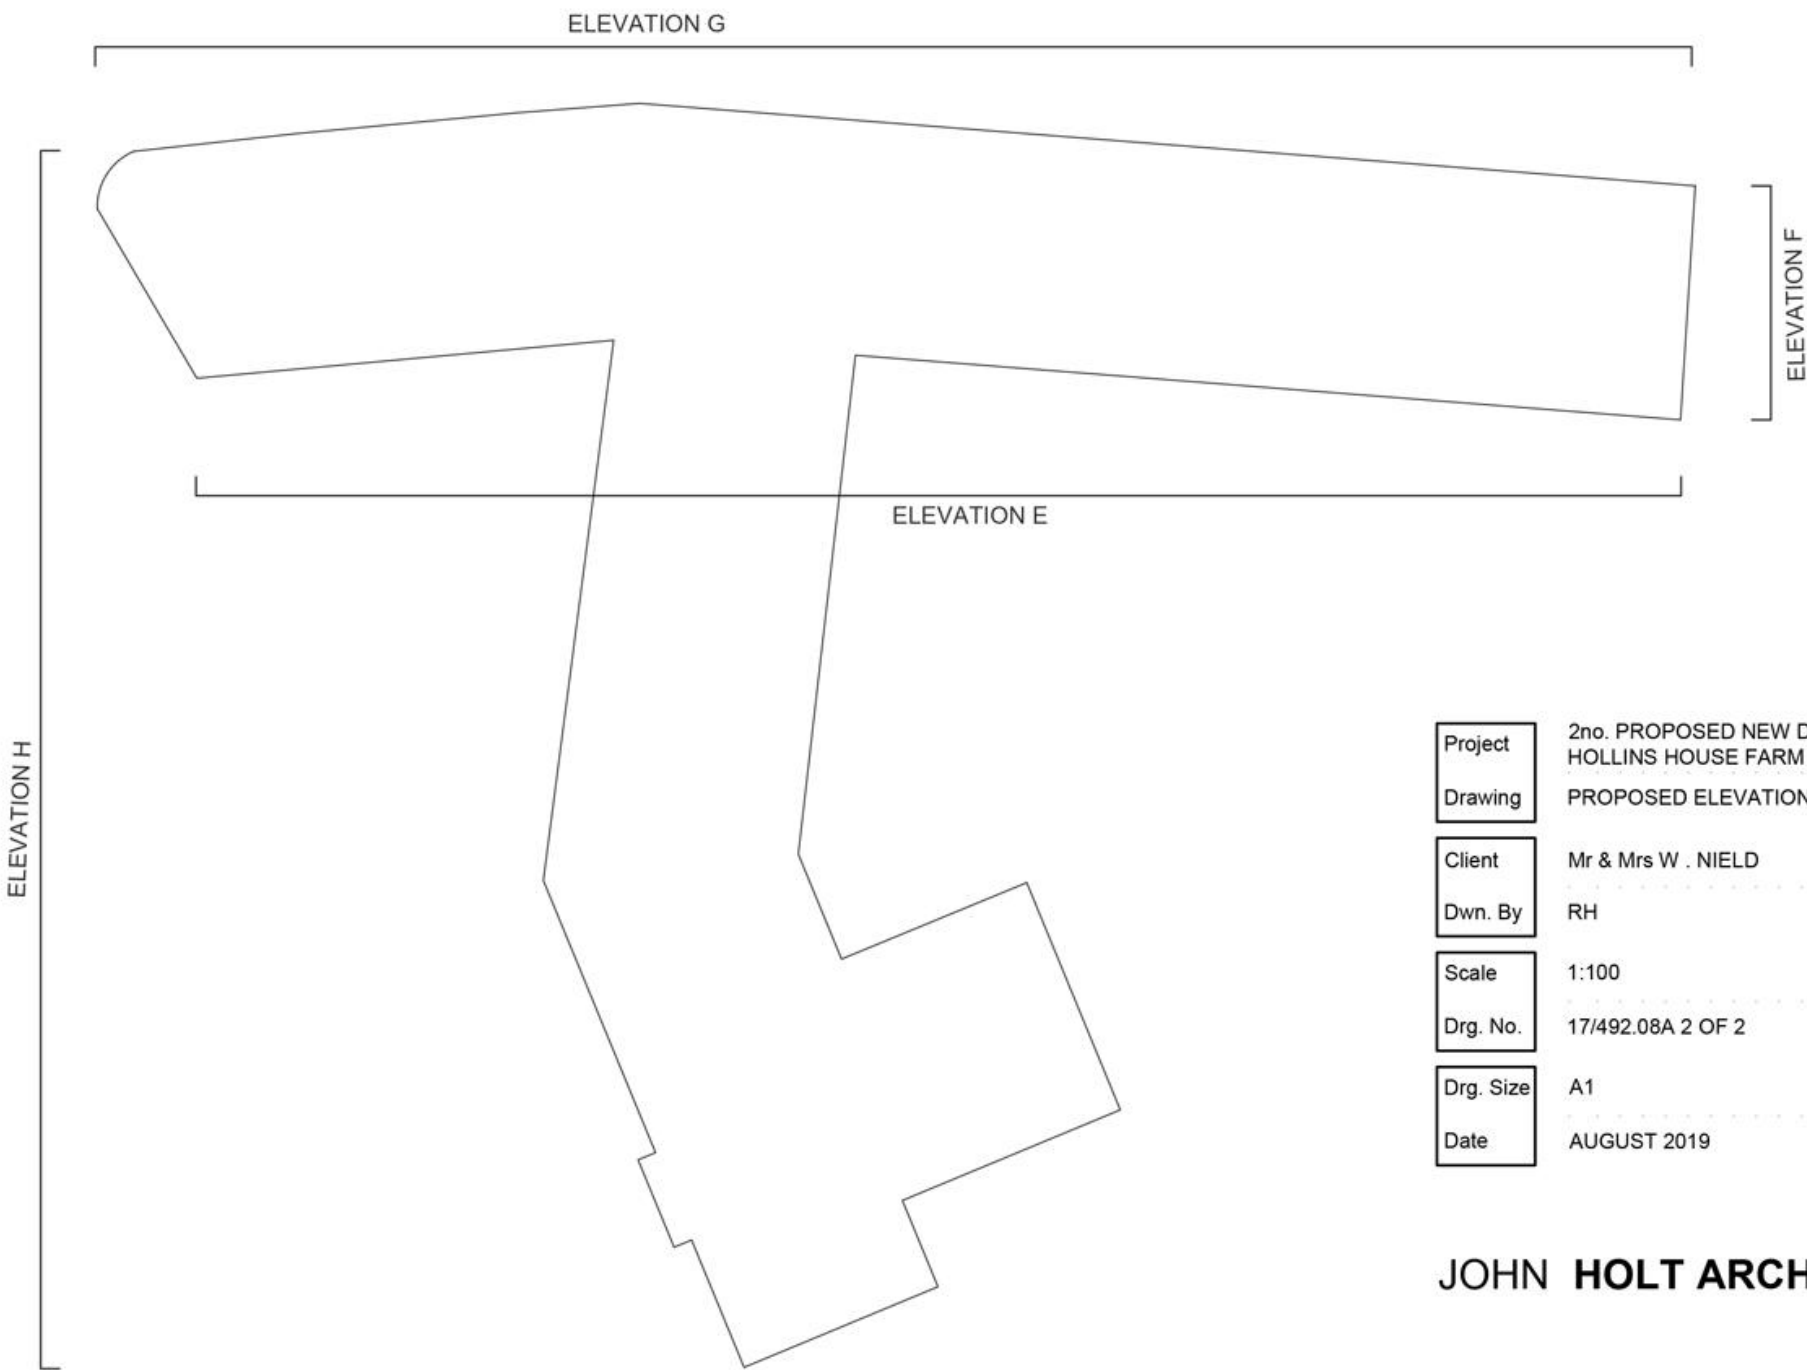 ELEVATION G
ELEVATION F
ELEVATION E
ELEVATION H
Project 2no. PROPOSED NEW D
HOLLINS HOUSE FARM
Drawing PROPOSED ELEVATION
Client Mr & Mrs W . NIELD
Dwn. By RH
Scale 1:100
Drg. No. 17/492.08A 2 OF 2
Drg. Size A1
Date AUGUST 2019
JOHN HOLT ARCH